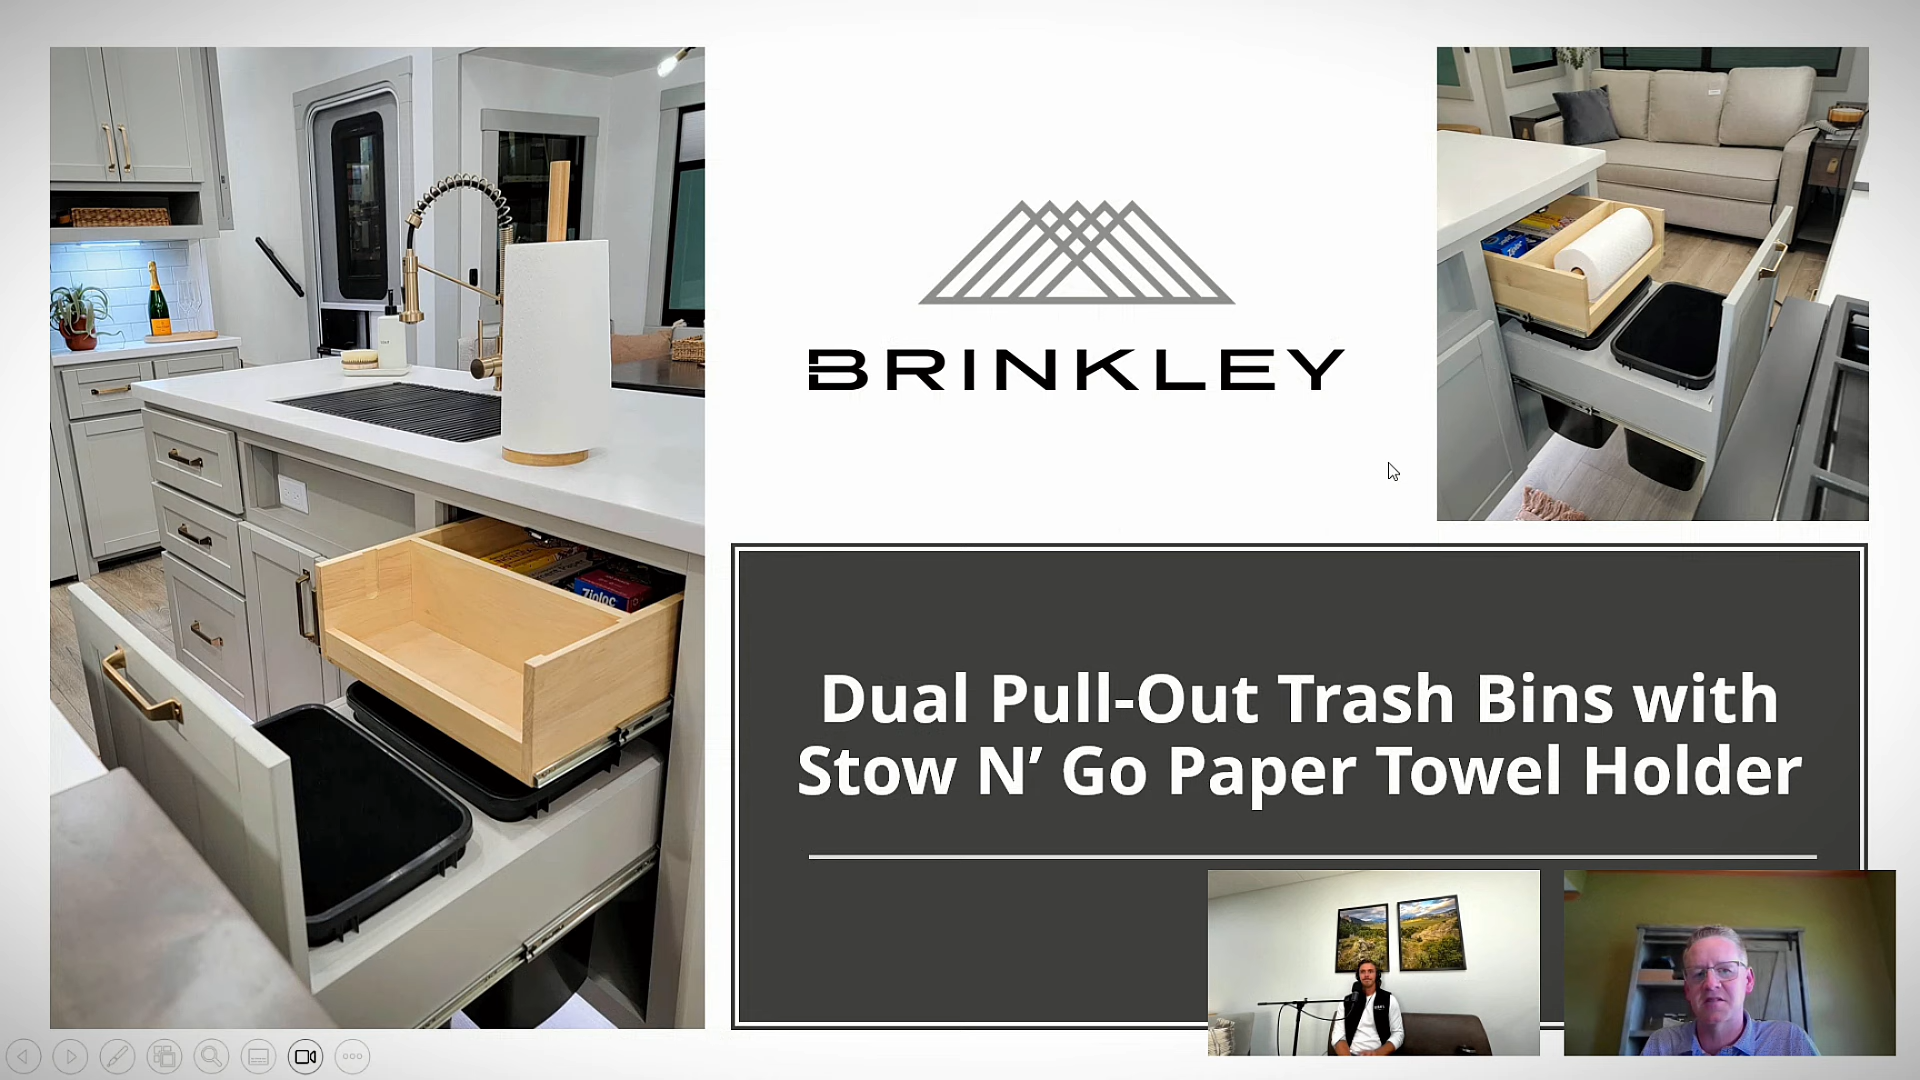 BRINKLEY
Ziploc
Dual Pull-Out Trash Bins with
Stow N’ Go Paper Towel Holder